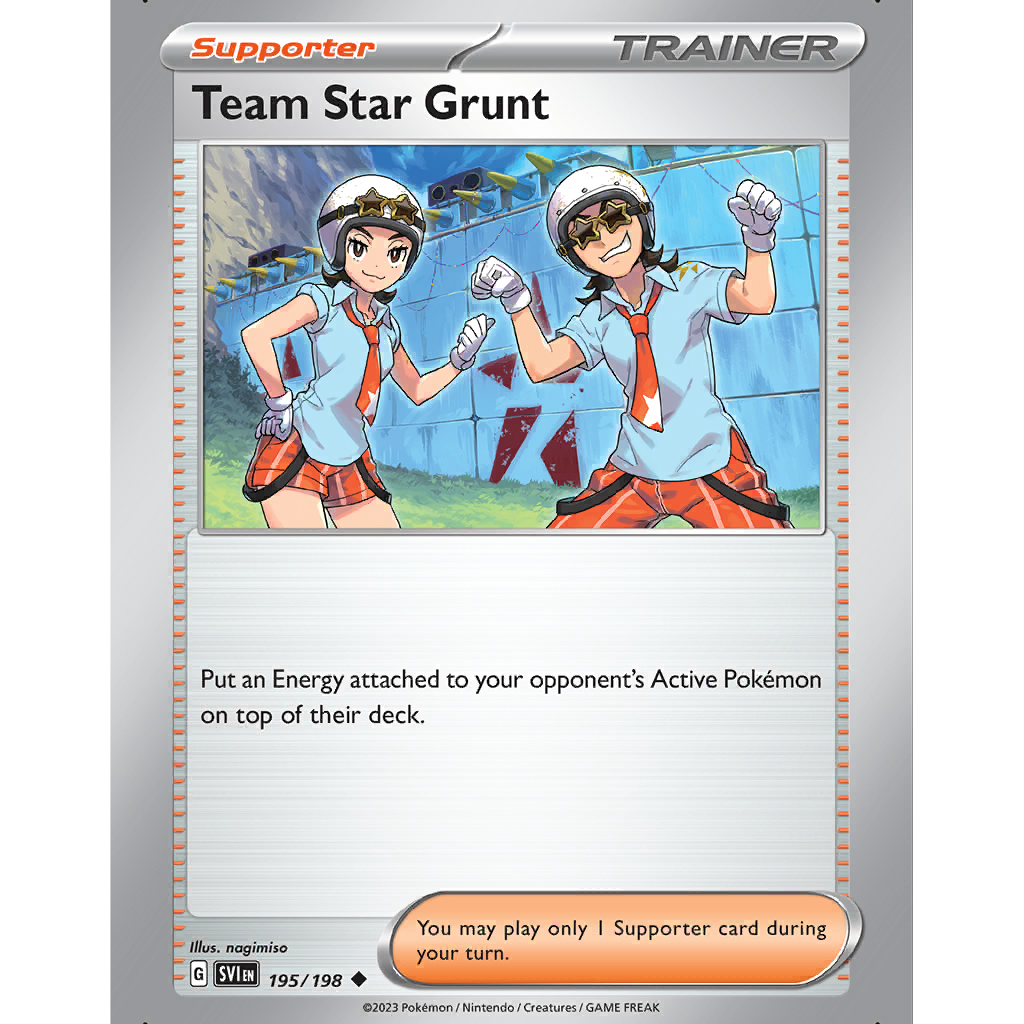 Supporter TRAINER
Team Star Grunt
Put an Energy attached to your opponent's Active Pokémon
on top of their deck.
You may play only 1 Supporter card during
your turn.
Illus. nagimiso
G SVI EN 195/198
©2023 Pokémon / Nintendo / Creatures / GAME FREAK